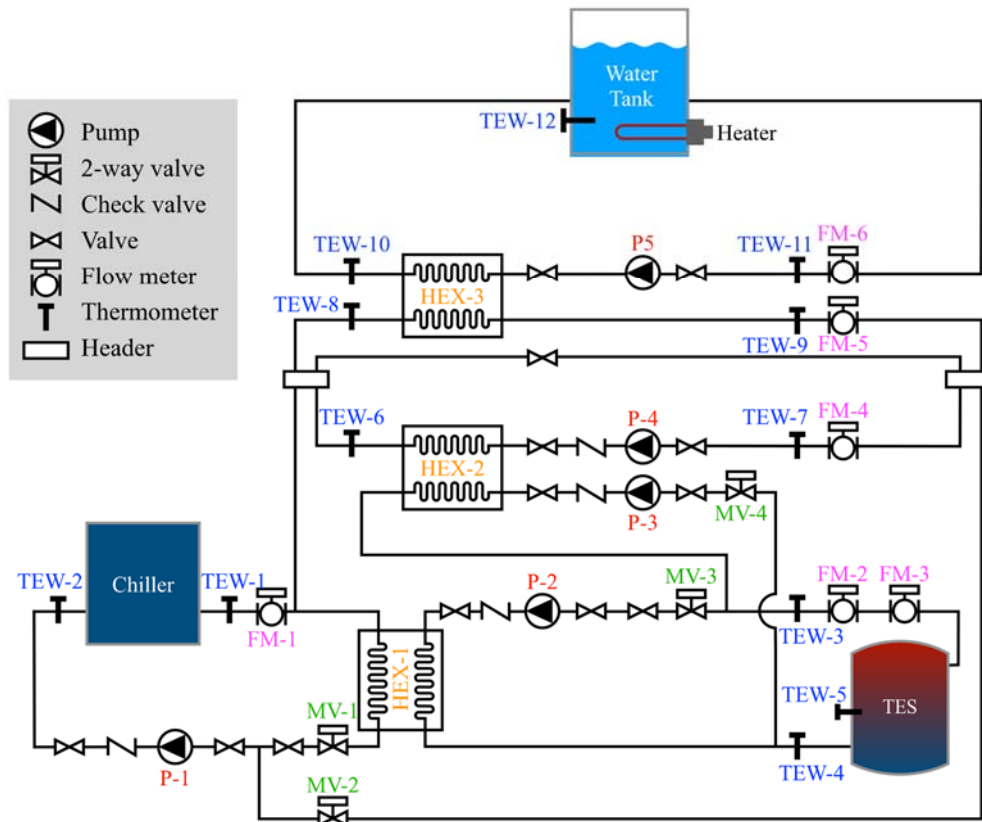 Water
Tank
TEW-12
Heater
Pump
2-way valve
Check valve
Valve
Flow meter
Thermometer
Header
TEW-10
P5
TEW-11
FM-6
HEX-3
TEW-8
TEW-9
FM-5
TEW-6
P-4
TEW-7
FM-4
HEX-2
P-3
MV-4
TEW-2
Chiller
TEW-1
FM-1
P-2
MV-3
FM-2
FM-3
TEW-3
HEX-1
TEW-5
TES
MV-1
P-1
TEW-4
MV-2